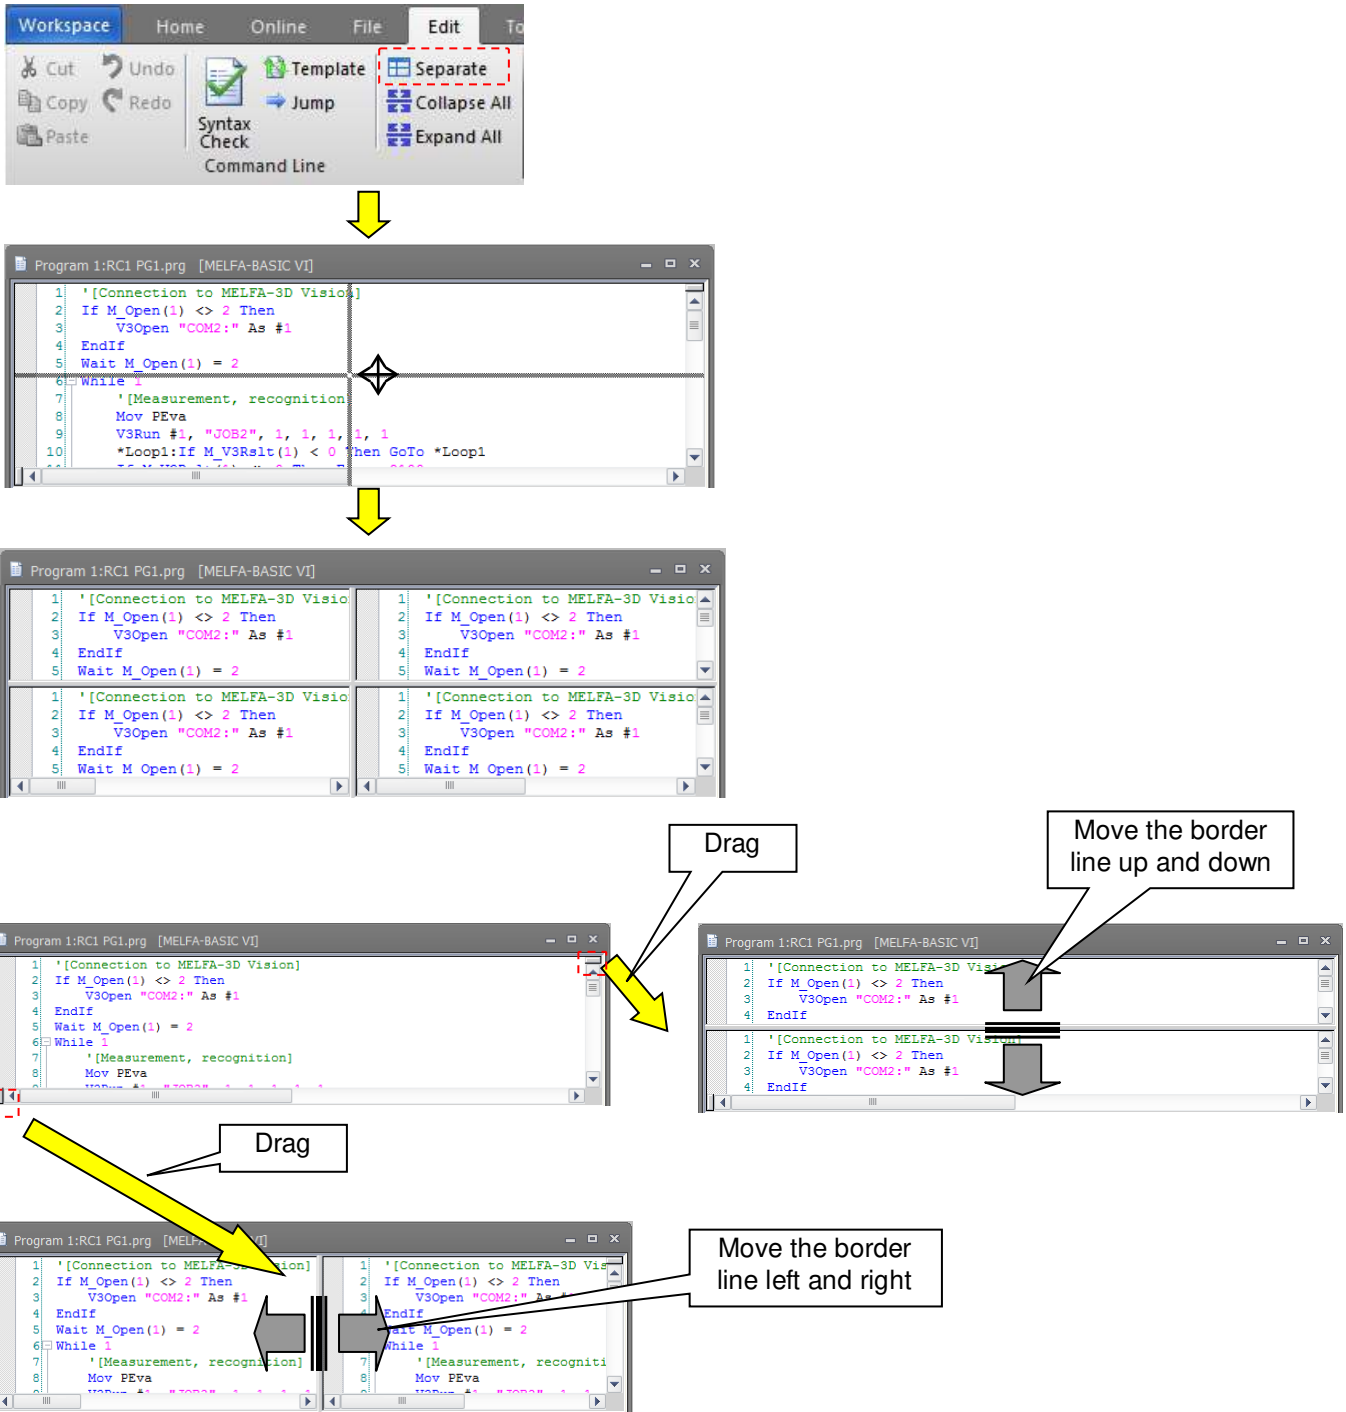 Workspace Home Online File Edit To
Cut Undo Template Separate
Copy Redo Jump Collapse All
Paste Syntax Check Expand All
Command Line
Program 1:RC1 PG1.prg [MELFA-BASIC VI]
1 '[Connection to MELFA-3D Vision]
2 If M_Open(1) <> 2 Then
3 V3Open "COM2:" As #1
4 EndIf
5 Wait M_Open(1) = 2
6 While 1
7 '[Measurement, recognition
8 Mov PEva
9 V3Run #1, "JOB2", 1, 1, 1, 1, 1
10 *Loop1:If M_V3Rslt(1) < 0 Then GoTo *Loop1
Program 1:RC1 PG1.prg [MELFA-BASIC VI]
1 '[Connection to MELFA-3D Visio
2 If M_Open(1) <> 2 Then
3 V3Open "COM2:" As #1
4 EndIf
5 Wait M_Open(1) = 2
1 '[Connection to MELFA-3D Visio
2 If M_Open(1) <> 2 Then
3 V3Open "COM2:" As #1
4 EndIf
5 Wait M_Open(1) = 2
1 '[Connection to MELFA-3D Visio
2 If M_Open(1) <> 2 Then
3 V3Open "COM2:" As #1
4 EndIf
5 Wait M_Open(1) = 2
1 '[Connection to MELFA-3D Visio
2 If M_Open(1) <> 2 Then
3 V3Open "COM2:" As #1
4 EndIf
5 Wait M_Open(1) = 2
Drag
Move the border
line up and down
Program 1:RC1 PG1.prg [MELFA-BASIC VI]
1 '[Connection to MELFA-3D Vision]
2 If M_Open(1) <> 2 Then
3 V3Open "COM2:" As #1
4 EndIf
5 Wait M_Open(1) = 2
6 While 1
7 '[Measurement, recognition]
8 Mov PEva
Program 1:RC1 PG1.prg [MELFA-BASIC VI]
1 '[Connection to MELFA-3D Vis
2 If M_Open(1) <> 2 Then
3 V3Open "COM2:" As #1
4 EndIf
1 '[Connection to MELFA-3D Vision]
2 If M_Open(1) <> 2 Then
3 V3Open "COM2:" As #1
4 EndIf
Drag
Program 1:RC1 PG1.prg [MELFA-BASIC VI]
1 '[Connection to MELFA-3D Vision]
2 If M_Open(1) <> 2 Then
3 V3Open "COM2:" As #1
4 EndIf
5 Wait M_Open(1) = 2
6 While 1
7 '[Measurement, recognition]
8 Mov PEva
1 '[Connection to MELFA-3D Vis
2 If M_Open(1) <> 2 Then
3 V3Open "COM2:" As #1
4 EndIf
5 Wait M_Open(1) = 2
While 1
7 '[Measurement, recogniti
8 Mov PEva
Move the border
line left and right